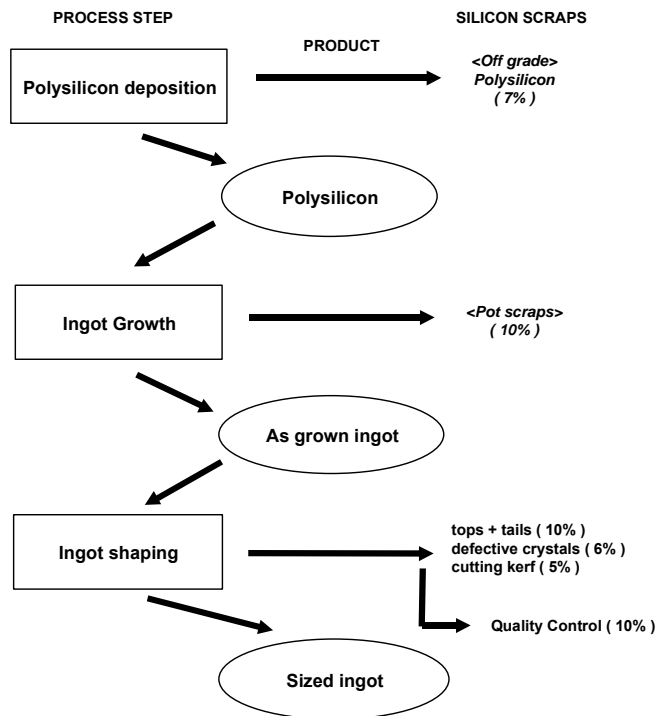 PROCESS STEP
SILICON SCRAPS
PRODUCT
<Off grade>
Polysilicon
( 7% )
Polysilicon deposition
Polysilicon
Ingot Growth
<Pot scraps>
( 10% )
As grown ingot
Ingot shaping
tops + tails ( 10% )
defective crystals ( 6% )
cutting kerf ( 5% )
Quality Control ( 10% )
Sized ingot